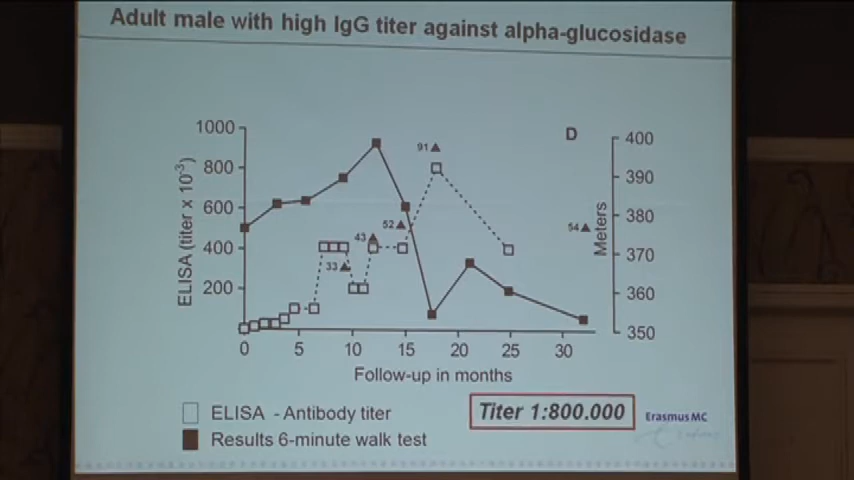 Adult male with high IgG titer against alpha-glucosidase
1000
800
600
400
200
ELISA (titer x 10⁻³)
91
52
43
33
54
D
400
390
380
370
360
350
Meters
0 5 10 15 20 25 30
Follow-up in months
ELISA - Antibody titer
Results 6-minute walk test
Titer 1:800.000
Erasmus MC